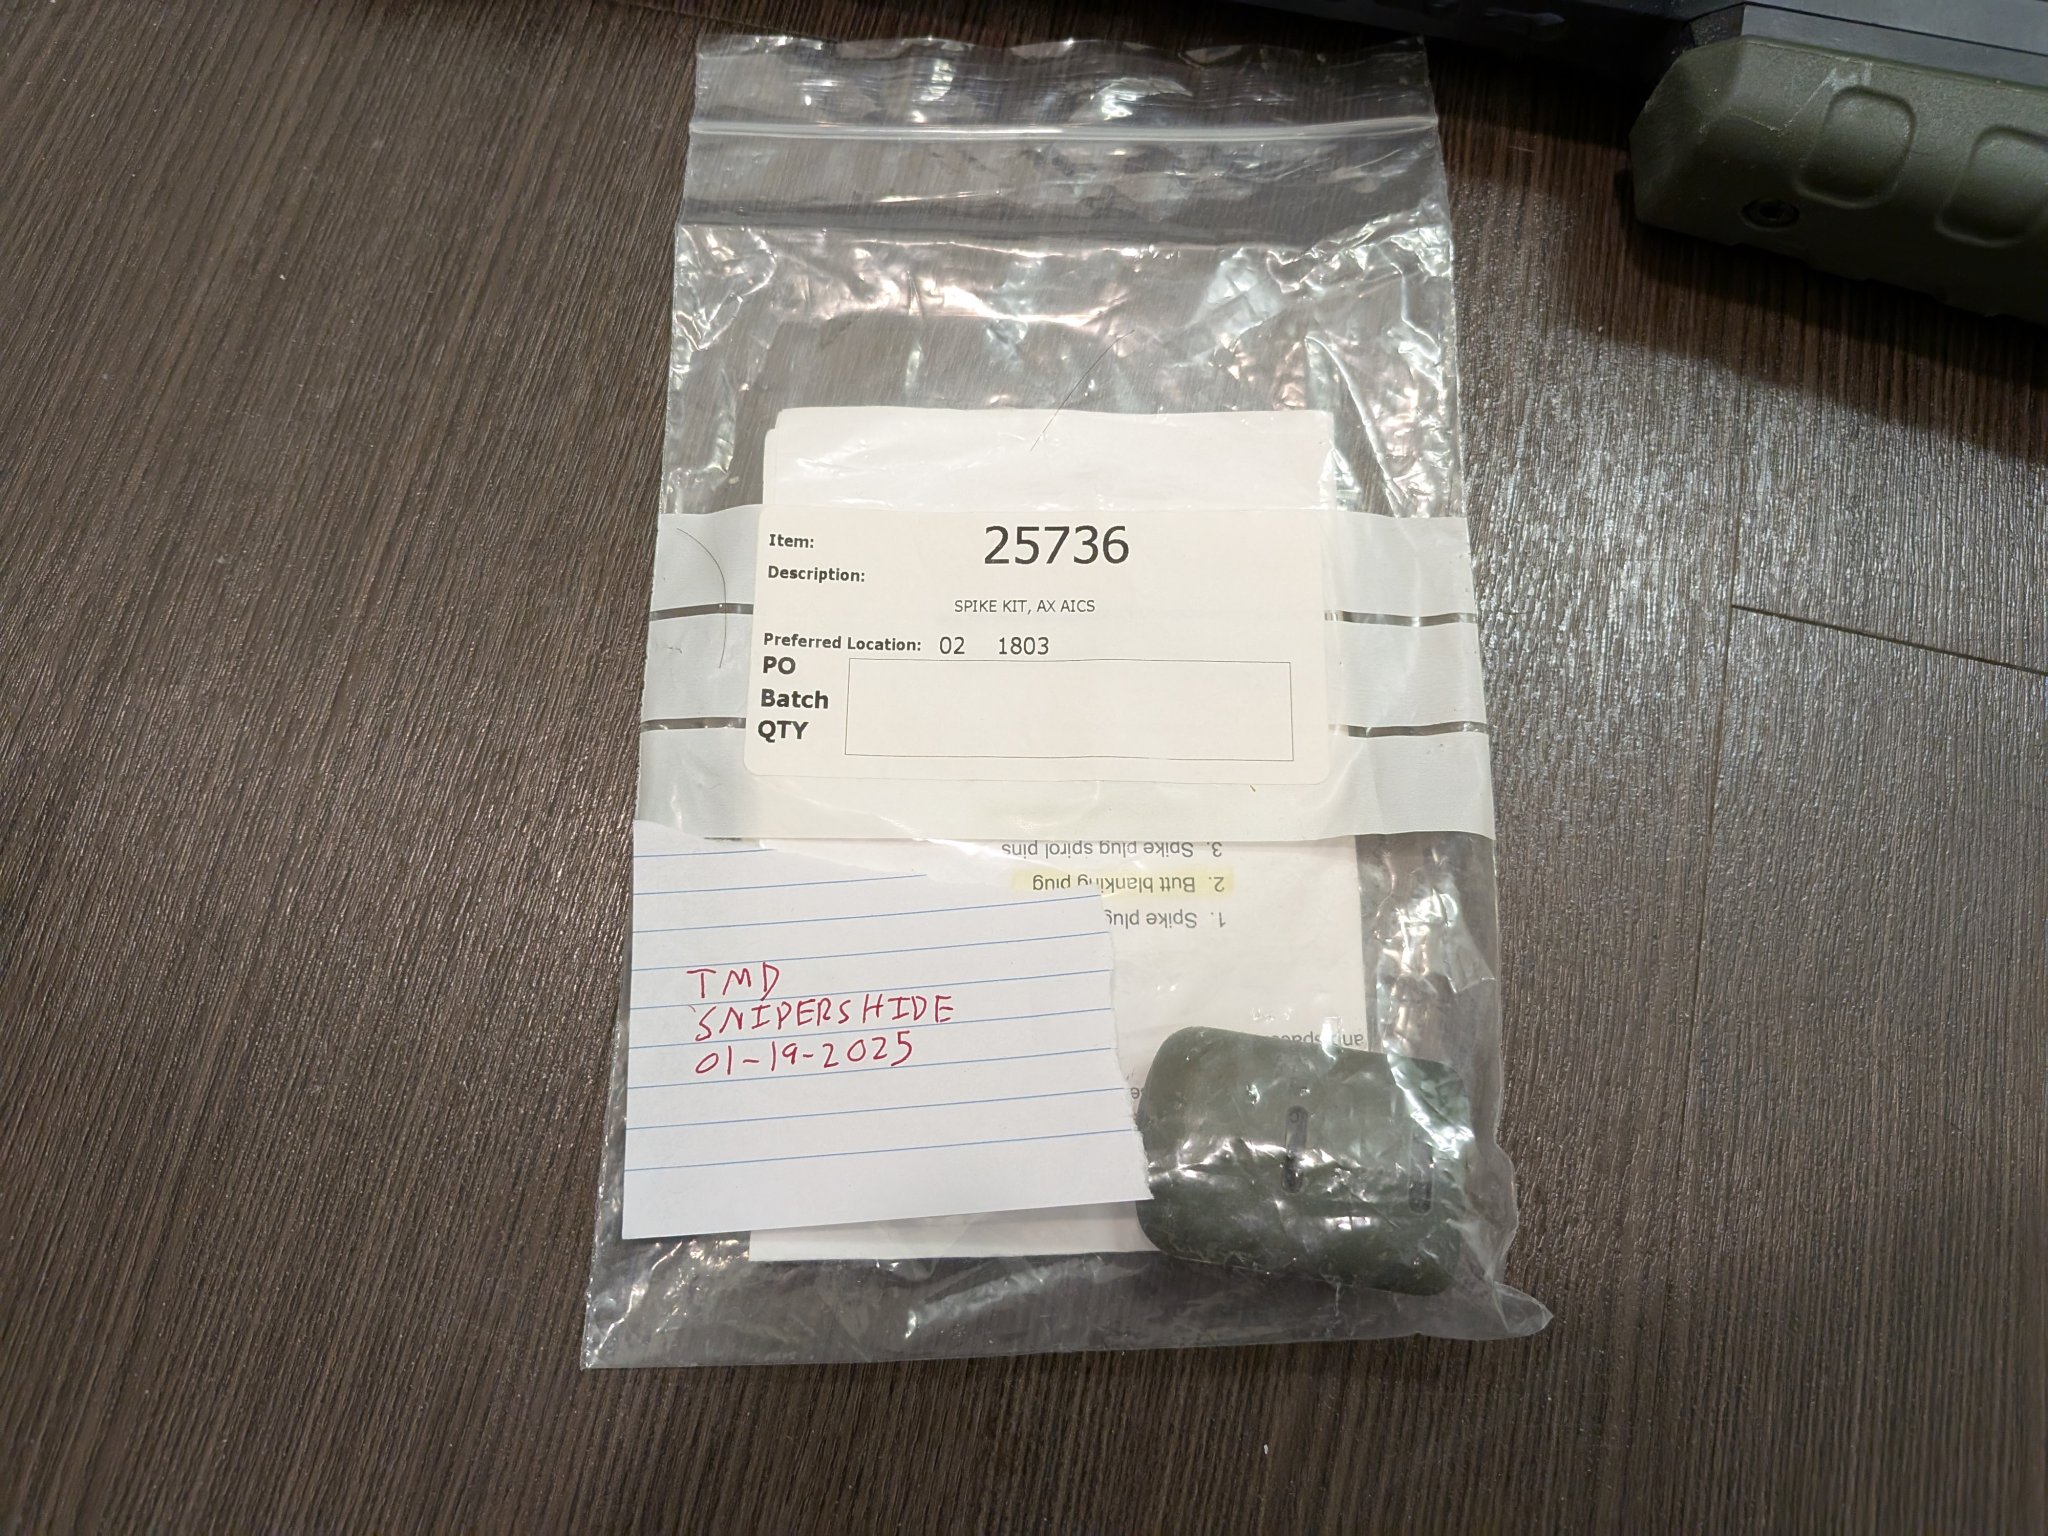 Item: 25736
Description:
SPIKE KIT, AX AICS
Preferred Location: 02 1803
PO
Batch
QTY
3. Spike plug spirol pins
2. Butt blanking plug
1. Spike plug
TMD
SNIPERSHIDE
01-19-2025